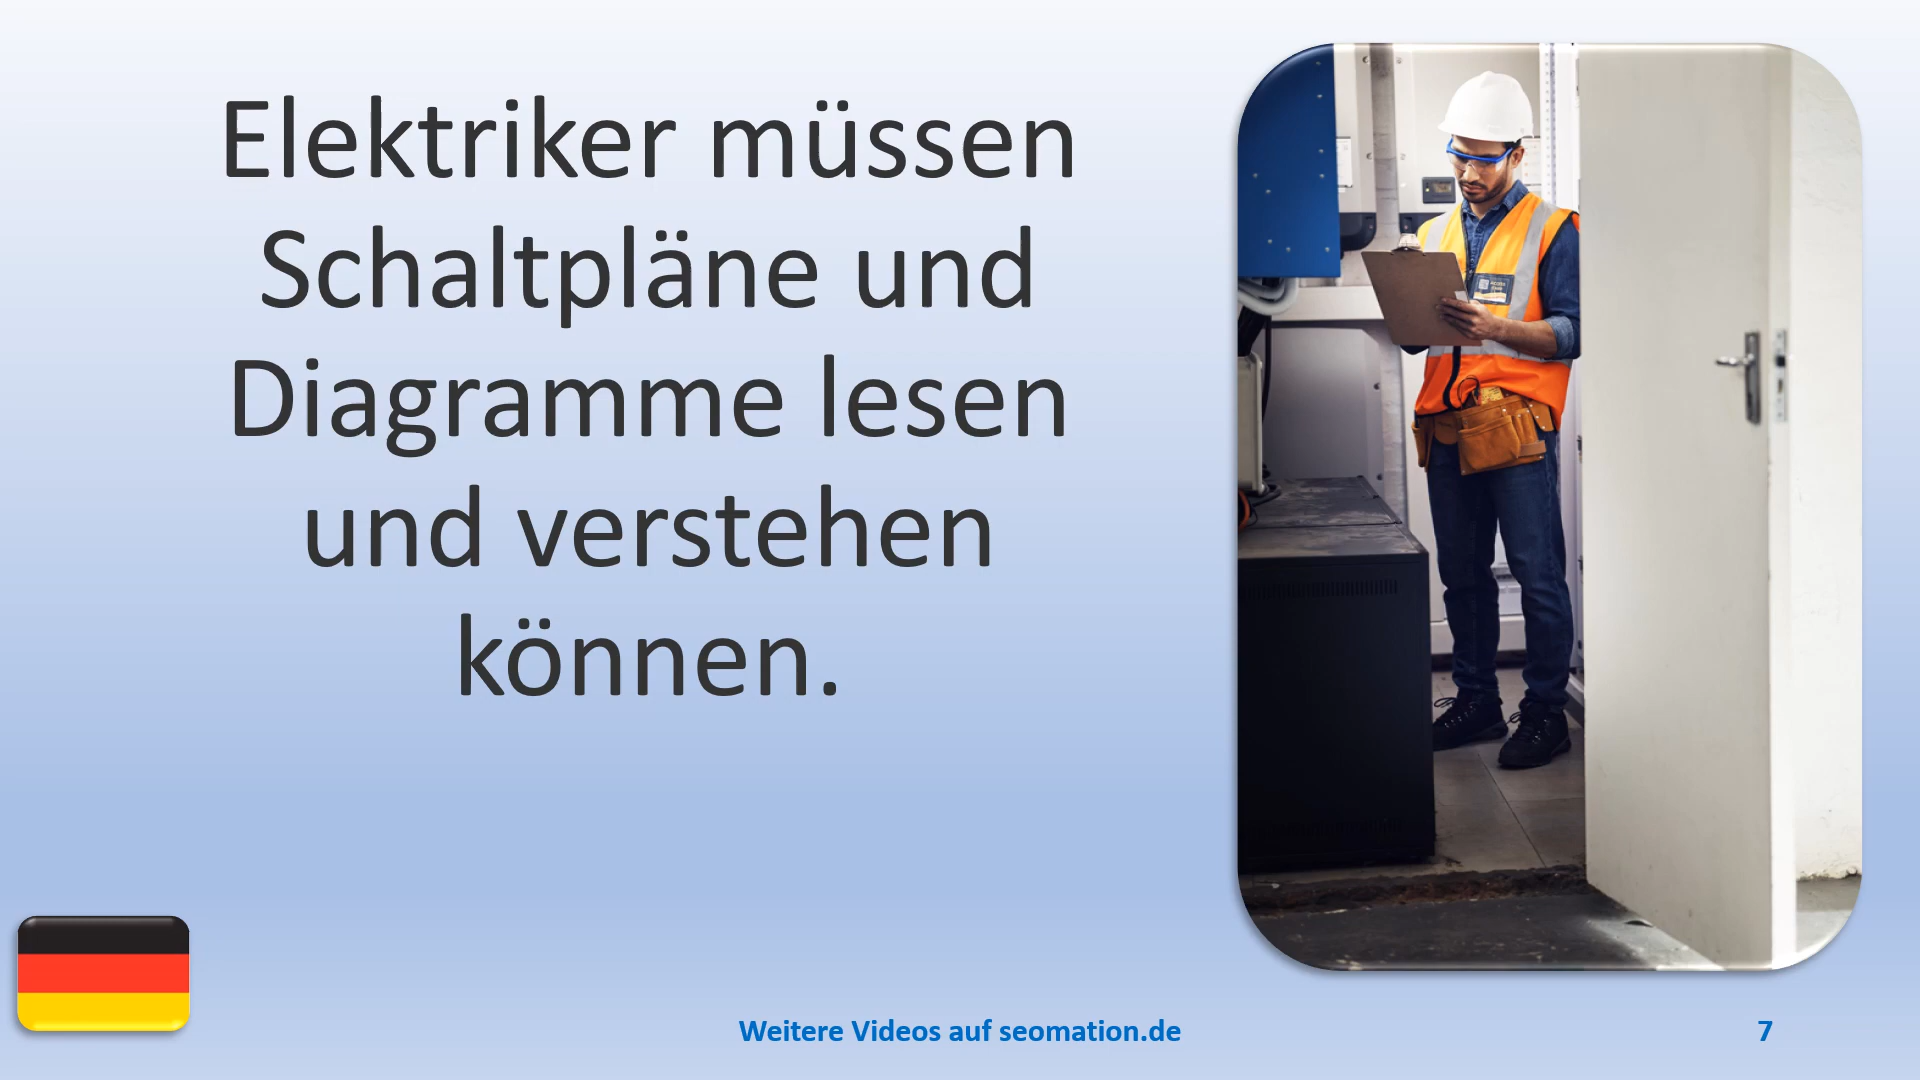 Elektriker müssen
Schaltpläne und
Diagramme lesen
und verstehen
können.
Weitere Videos auf seomation.de
7